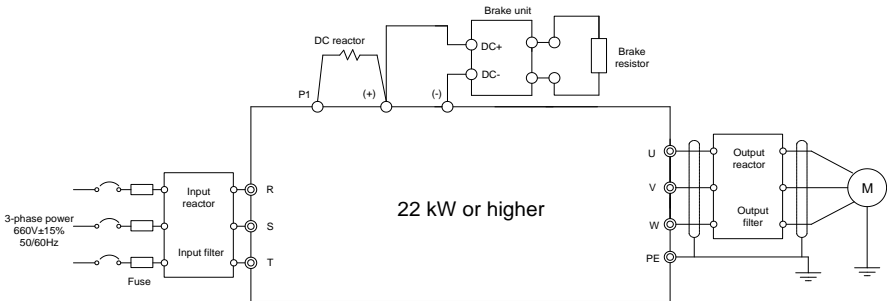 Brake unit
DC reactor
DC+
DC-
Brake
resistor
P1
(+)
(-)
3-phase power
660V±15%
50/60Hz
Fuse
Input
reactor
Input filter
R
S
T
22 kW or higher
U
V
W
PE
Output
reactor
Output
filter
M